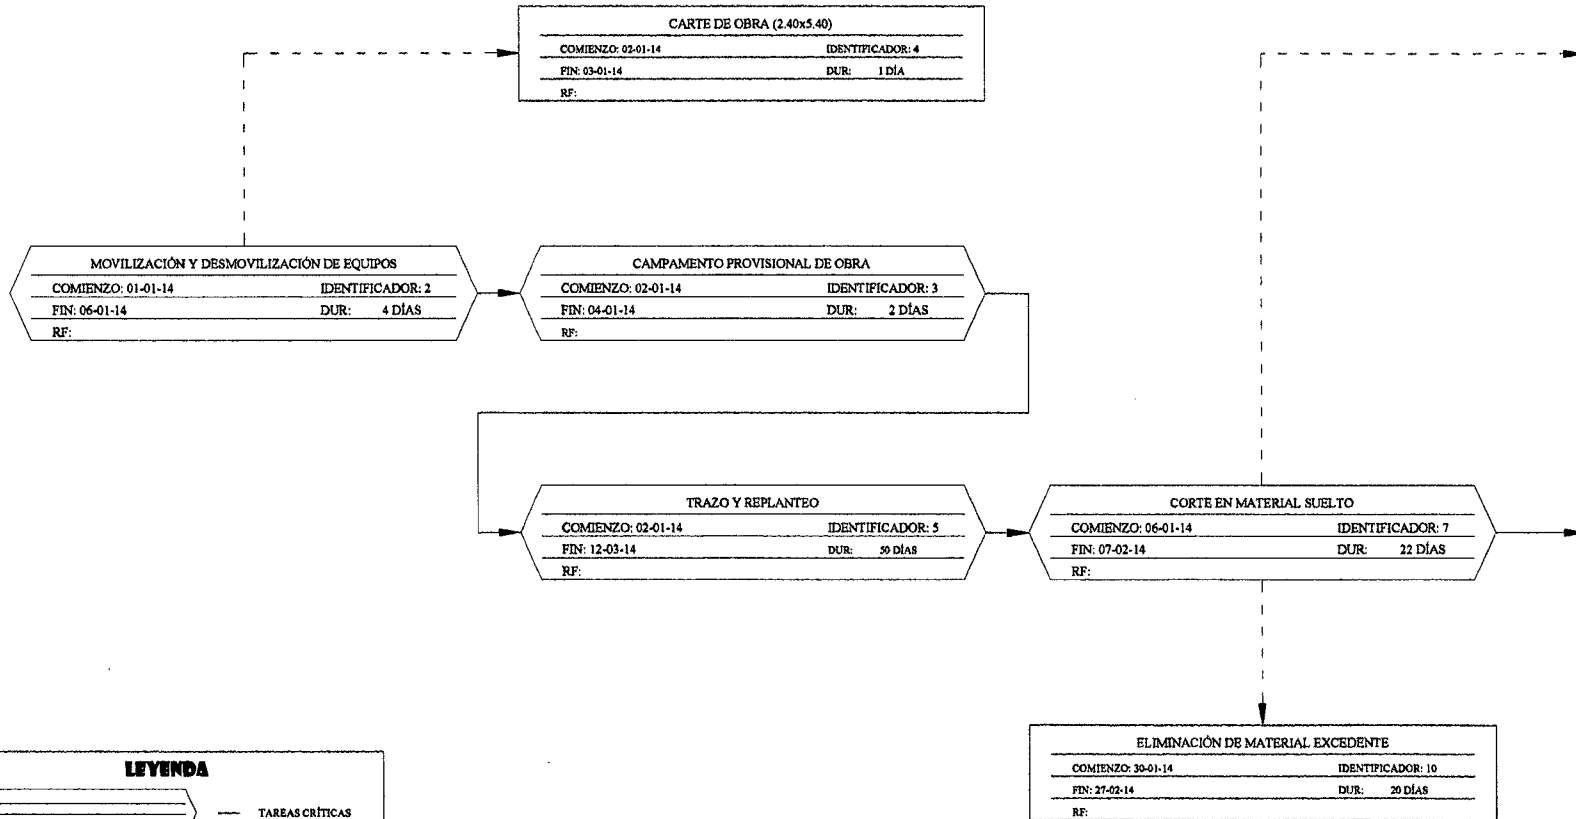 CARTE DE OBRA (2.40x5.40)
COMIENZO: 02-01-14 IDENTIFICADOR: 4
FIN: 03-01-14 DUR: 1 DÍA
RF:
MOVILIZACIÓN Y DESMOVILIZACIÓN DE EQUIPOS
COMIENZO: 01-01-14 IDENTIFICADOR: 2
FIN: 06-01-14 DUR: 4 DÍAS
RF:
CAMPAMENTO PROVISIONAL DE OBRA
COMIENZO: 02-01-14 IDENTIFICADOR: 3
FIN: 04-01-14 DUR: 2 DÍAS
RF:
TRAZO Y REPLANTEO
COMIENZO: 02-01-14 IDENTIFICADOR: 5
FIN: 12-03-14 DUR: 50 DÍAS
RF:
CORTE EN MATERIAL SUELTO
COMIENZO: 06-01-14 IDENTIFICADOR: 7
FIN: 07-02-14 DUR: 22 DÍAS
RF:
ELIMINACIÓN DE MATERIAL EXCEDENTE
COMIENZO: 30-01-14 IDENTIFICADOR: 10
FIN: 27-02-14 DUR: 20 DÍAS
RF:
LEYENDA
TAREAS CRÍTICAS